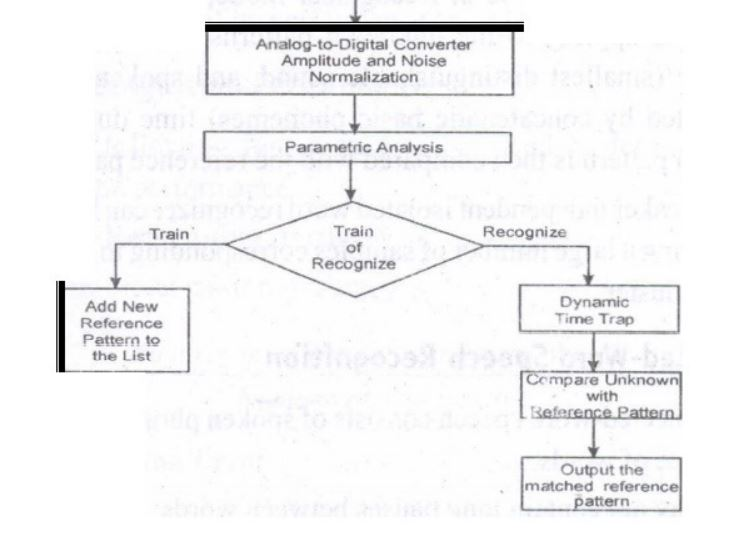 Analog-to-Digital Converter
Amplitude and Noise
Normalization
Parametric Analysis
Train
Train
of
Recognize
Recognize
Add New
Reference
Pattern to
the List
Dynamic
Time Trap
Compare Unknown
with
Reference Pattern
Output the
matched reference
pattern